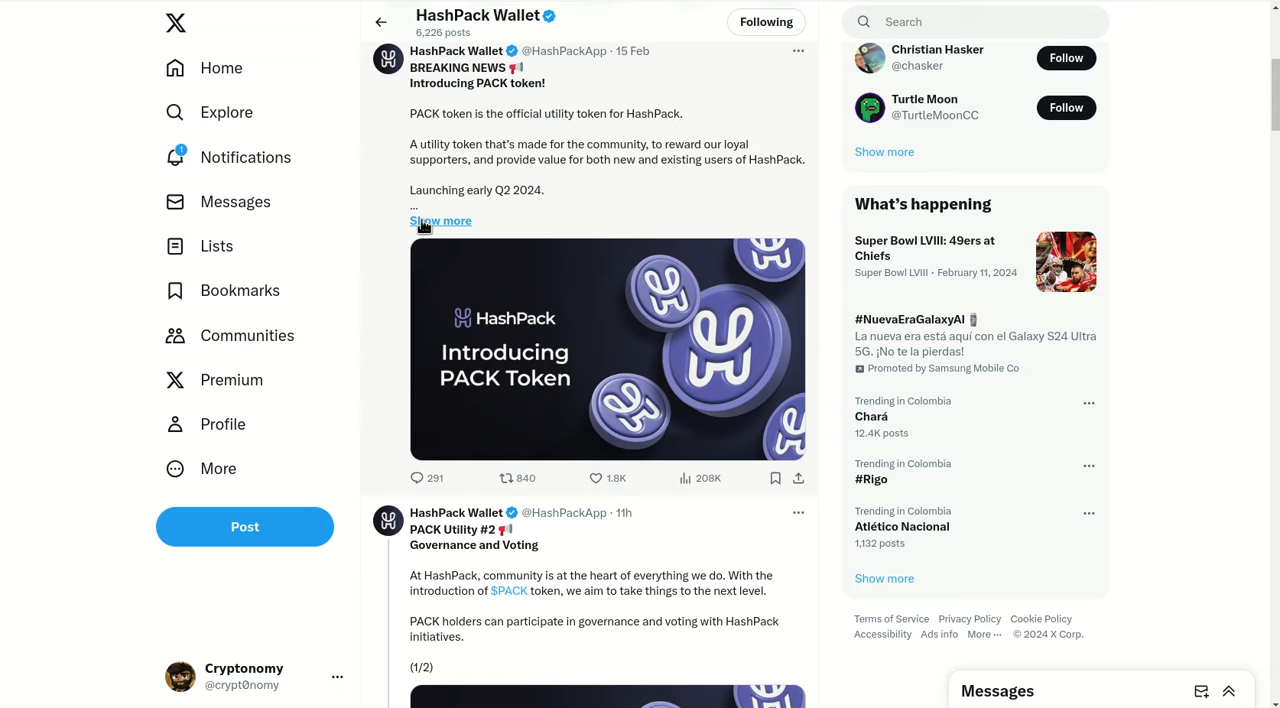 Home
Explore
1
Notifications
Messages
Lists
Bookmarks
Communities
Premium
Profile
More
Post
Cryptonomy
@crypt0nomy
HashPack Wallet
6,226 posts
Following
HashPack Wallet @HashPackApp · 15 Feb
BREAKING NEWS
Introducing PACK token!
PACK token is the official utility token for HashPack.
A utility token that's made for the community, to reward our loyal
supporters, and provide value for both new and existing users of HashPack.
Launching early Q2 2024.
...
Show more
HashPack
Introducing
PACK Token
291 840 1.8K 208K
HashPack Wallet @HashPackApp · 11h
PACK Utility #2
Governance and Voting
At HashPack, community is at the heart of everything we do. With the
introduction of $PACK token, we aim to take things to the next level.
PACK holders can participate in governance and voting with HashPack
initiatives.
(1/2)
Search
Christian Hasker
@chasker
Follow
Turtle Moon
@TurtleMoonCC
Follow
Show more
What's happening
Super Bowl LVIII: 49ers at
Chiefs
Super Bowl LVIII · February 11, 2024
#NuevaEraGalaxyAI
La nueva era está aquí con el Galaxy S24 Ultra
5G. ¡No te la pierdas!
Promoted by Samsung Mobile Co
Trending in Colombia
Chará
12.4K posts
Trending in Colombia
#Rigo
Trending in Colombia
Atlético Nacional
1,132 posts
Show more
Terms of Service Privacy Policy Cookie Policy
Accessibility Ads info More ··· © 2024 X Corp.
Messages